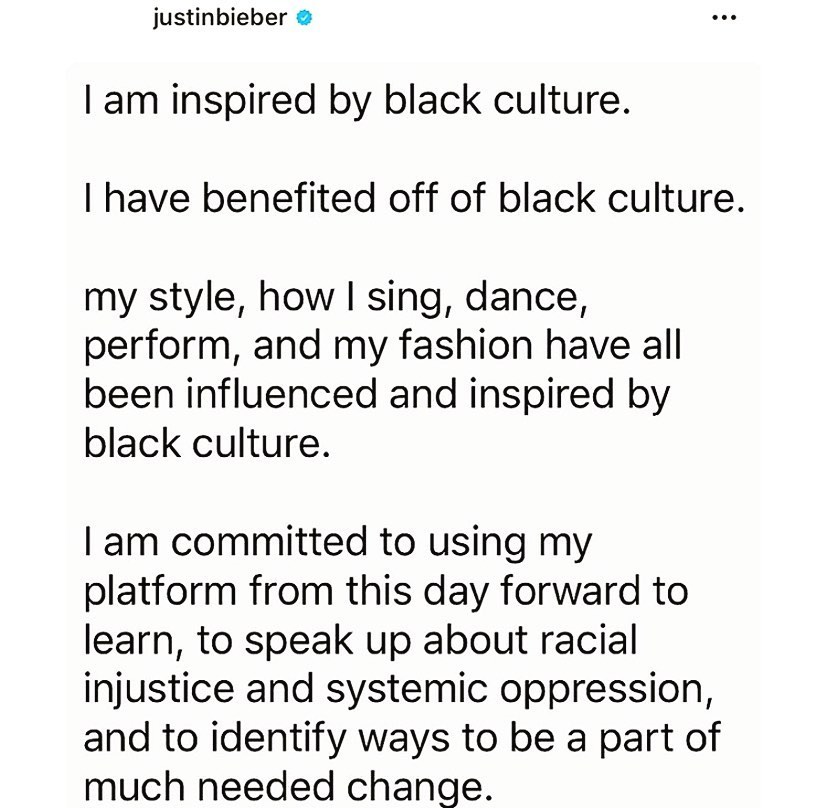 justinbieber
I am inspired by black culture.
I have benefited off of black culture.
my style, how I sing, dance,
perform, and my fashion have all
been influenced and inspired by
black culture.
I am committed to using my
platform from this day forward to
learn, to speak up about racial
injustice and systemic oppression,
and to identify ways to be a part of
much needed change.